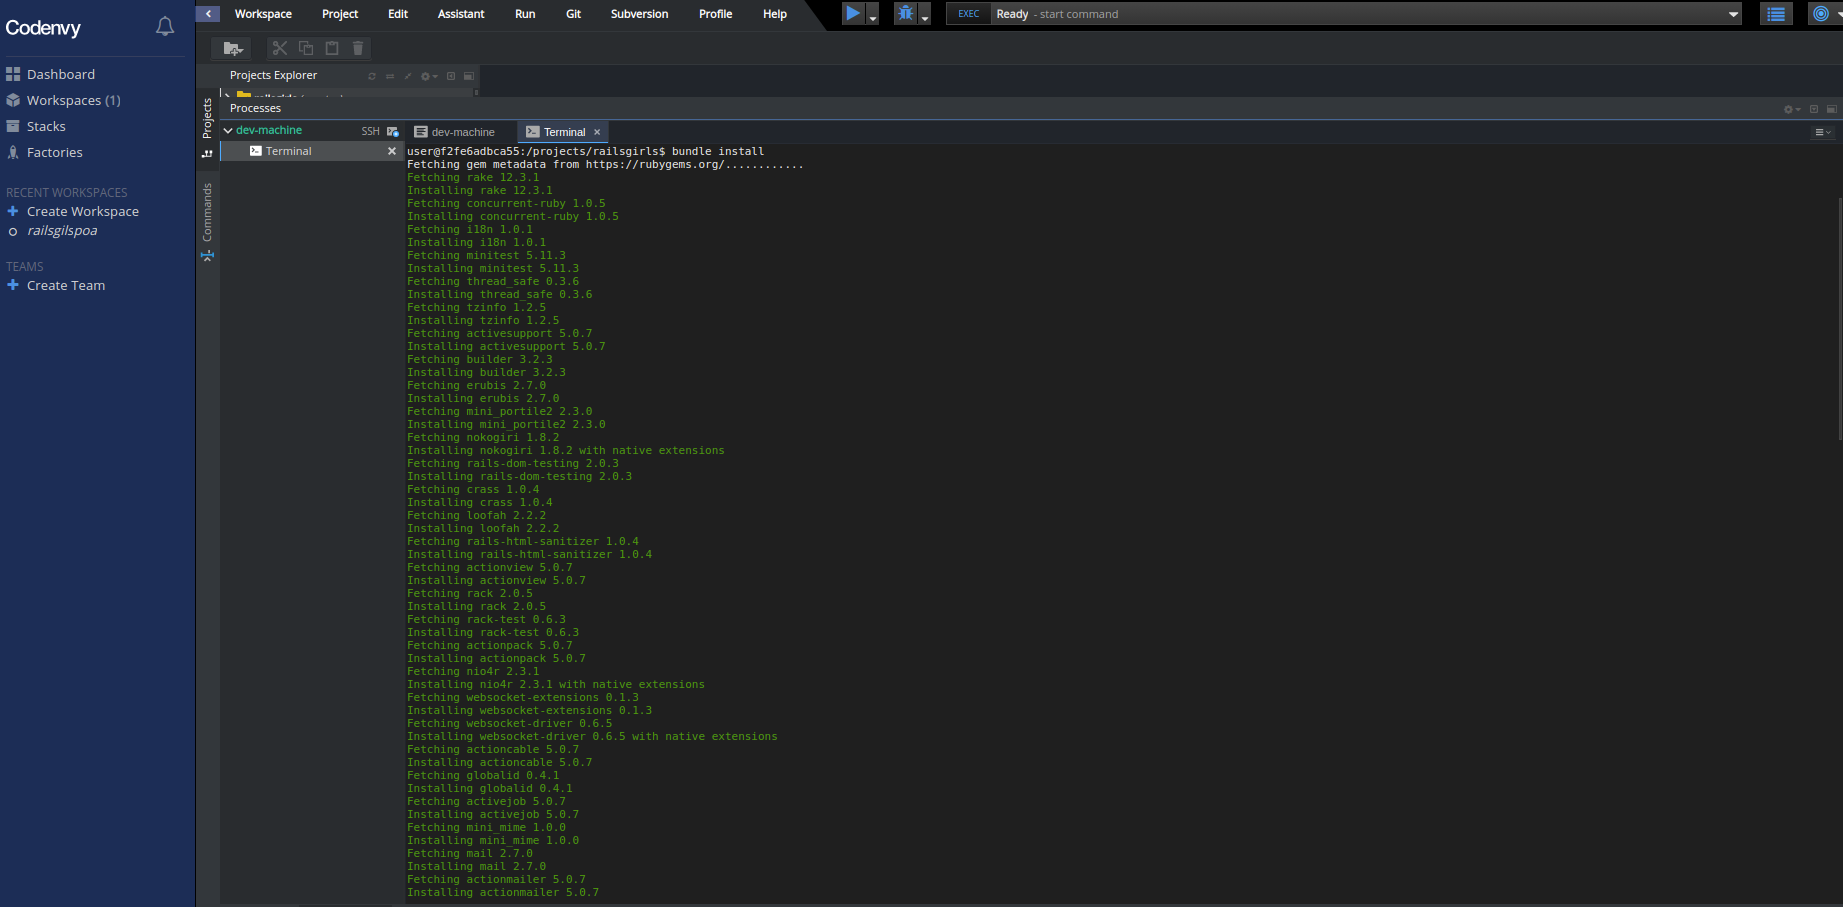 Codenvy
Dashboard
Workspaces (1)
Stacks
Factories
RECENT WORKSPACES
Create Workspace
railsgilspoa
TEAMS
Create Team
Workspace Project Edit Assistant Run Git Subversion Profile Help
EXEC Ready - start command
Projects Explorer
Processes
Projects
Commands
dev-machine SSH
Terminal
dev-machine Terminal
user@f2fe6adbca55:/projects/railsgirls$ bundle install
Fetching gem metadata from https://rubygems.org/............
Fetching rake 12.3.1
Installing rake 12.3.1
Fetching concurrent-ruby 1.0.5
Installing concurrent-ruby 1.0.5
Fetching i18n 1.0.1
Installing i18n 1.0.1
Fetching minitest 5.11.3
Installing minitest 5.11.3
Fetching thread_safe 0.3.6
Installing thread_safe 0.3.6
Fetching tzinfo 1.2.5
Installing tzinfo 1.2.5
Fetching activesupport 5.0.7
Installing activesupport 5.0.7
Fetching builder 3.2.3
Installing builder 3.2.3
Fetching erubis 2.7.0
Installing erubis 2.7.0
Fetching mini_portile2 2.3.0
Installing mini_portile2 2.3.0
Fetching nokogiri 1.8.2
Installing nokogiri 1.8.2 with native extensions
Fetching rails-dom-testing 2.0.3
Installing rails-dom-testing 2.0.3
Fetching crass 1.0.4
Installing crass 1.0.4
Fetching loofah 2.2.2
Installing loofah 2.2.2
Fetching rails-html-sanitizer 1.0.4
Installing rails-html-sanitizer 1.0.4
Fetching actionview 5.0.7
Installing actionview 5.0.7
Fetching rack 2.0.5
Installing rack 2.0.5
Fetching rack-test 0.6.3
Installing rack-test 0.6.3
Fetching actionpack 5.0.7
Installing actionpack 5.0.7
Fetching nio4r 2.3.1
Installing nio4r 2.3.1 with native extensions
Fetching websocket-extensions 0.1.3
Installing websocket-extensions 0.1.3
Fetching websocket-driver 0.6.5
Installing websocket-driver 0.6.5 with native extensions
Fetching actioncable 5.0.7
Installing actioncable 5.0.7
Fetching globalid 0.4.1
Installing globalid 0.4.1
Fetching activejob 5.0.7
Installing activejob 5.0.7
Fetching mini_mime 1.0.0
Installing mini_mime 1.0.0
Fetching mail 2.7.0
Installing mail 2.7.0
Fetching actionmailer 5.0.7
Installing actionmailer 5.0.7